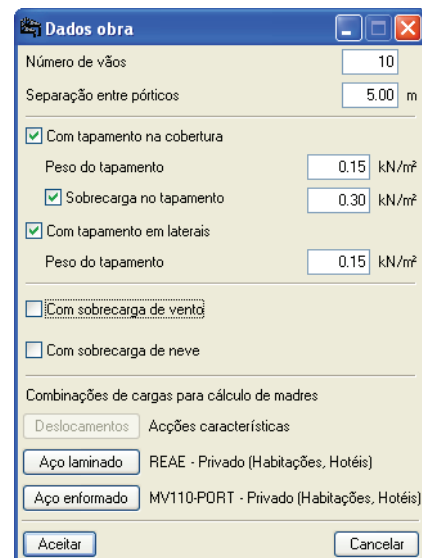 Dados obra
Número de vãos 10
Separação entre pórticos 5.00 m
Com tapamento na cobertura
Peso do tapamento 0.15 kN/m²
Sobrecarga no tapamento 0.30 kN/m²
Com tapamento em laterais
Peso do tapamento 0.15 kN/m²
Com sobrecarga de vento
Com sobrecarga de neve
Combinações de cargas para cálculo de madres
Deslocamentos Acções características
Aço laminado REAE - Privado (Habitações, Hotéis)
Aço enformado MV110-PORT - Privado (Habitações, Hotéis)
Aceitar Cancelar